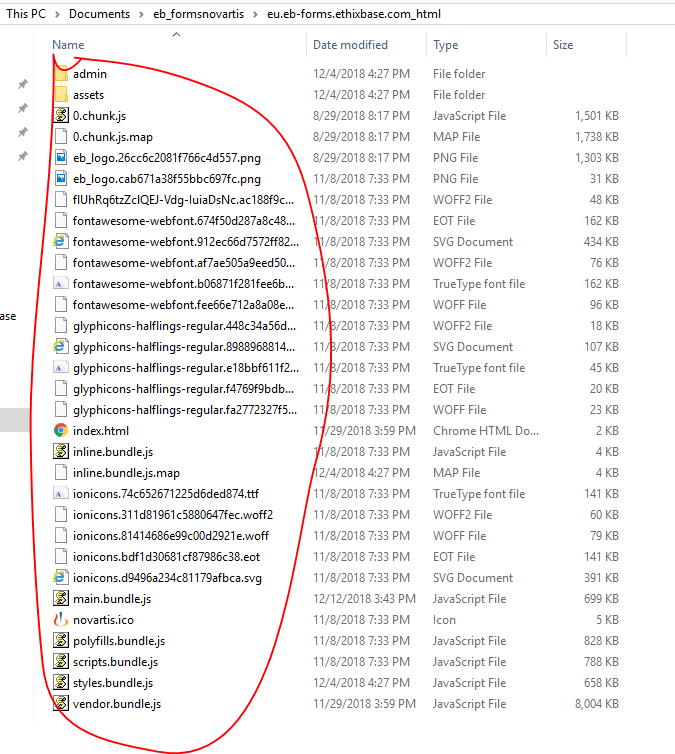 This PC > Documents > eb_formsnovartis > eu.eb-forms.ethixbase.com_html
Name Date modified Type Size
admin 12/4/2018 4:27 PM File folder
assets 12/4/2018 4:27 PM File folder
0.chunk.js 8/29/2018 8:17 PM JavaScript File 1,501 KB
0.chunk.js.map 8/29/2018 8:17 PM MAP File 1,738 KB
eb_logo.26cc6c2081f766c4d557.png 8/29/2018 8:17 PM PNG File 1,303 KB
eb_logo.cab671a38f55bbc697fc.png 11/8/2018 7:33 PM PNG File 31 KB
fIUhRq6tzZclQEJ-Vdg-IuiaDsNc.ac188f9c... 11/8/2018 7:33 PM WOFF2 File 48 KB
fontawesome-webfont.674f50d287a8c48... 11/8/2018 7:33 PM EOT File 162 KB
fontawesome-webfont.912ec66d7572ff82... 11/8/2018 7:33 PM SVG Document 434 KB
fontawesome-webfont.af7ae505a9eed50... 11/8/2018 7:33 PM WOFF2 File 76 KB
fontawesome-webfont.b06871f281fee6b... 11/8/2018 7:33 PM TrueType font file 162 KB
fontawesome-webfont.fee66e712a8a08e... 11/8/2018 7:33 PM WOFF File 96 KB
ase
glyphicons-halflings-regular.448c34a56d... 11/8/2018 7:33 PM WOFF2 File 18 KB
glyphicons-halflings-regular.8988968814... 11/8/2018 7:33 PM SVG Document 107 KB
glyphicons-halflings-regular.e18bbf611f2... 11/8/2018 7:33 PM TrueType font file 45 KB
glyphicons-halflings-regular.f4769f9bdb... 11/8/2018 7:33 PM EOT File 20 KB
glyphicons-halflings-regular.fa2772327f5... 11/8/2018 7:33 PM WOFF File 23 KB
index.html 11/29/2018 3:59 PM Chrome HTML Do... 2 KB
inline.bundle.js 11/8/2018 7:33 PM JavaScript File 4 KB
inline.bundle.js.map 12/4/2018 4:27 PM MAP File 4 KB
ionicons.74c652671225d6ded874.ttf 11/8/2018 7:33 PM TrueType font file 141 KB
ionicons.311d81961c5880647fec.woff2 11/8/2018 7:33 PM WOFF2 File 60 KB
ionicons.81414686e99c00d2921e.woff 11/8/2018 7:33 PM WOFF File 79 KB
ionicons.bdf1d30681cf87986c38.eot 11/8/2018 7:33 PM EOT File 141 KB
ionicons.d9496a234c81179afbca.svg 11/8/2018 7:33 PM SVG Document 391 KB
main.bundle.js 12/12/2018 3:43 PM JavaScript File 699 KB
novartis.ico 11/8/2018 7:33 PM Icon 5 KB
polyfills.bundle.js 11/8/2018 7:33 PM JavaScript File 828 KB
scripts.bundle.js 11/8/2018 7:33 PM JavaScript File 788 KB
styles.bundle.js 12/4/2018 4:27 PM JavaScript File 658 KB
vendor.bundle.js 11/29/2018 3:59 PM JavaScript File 8,004 KB